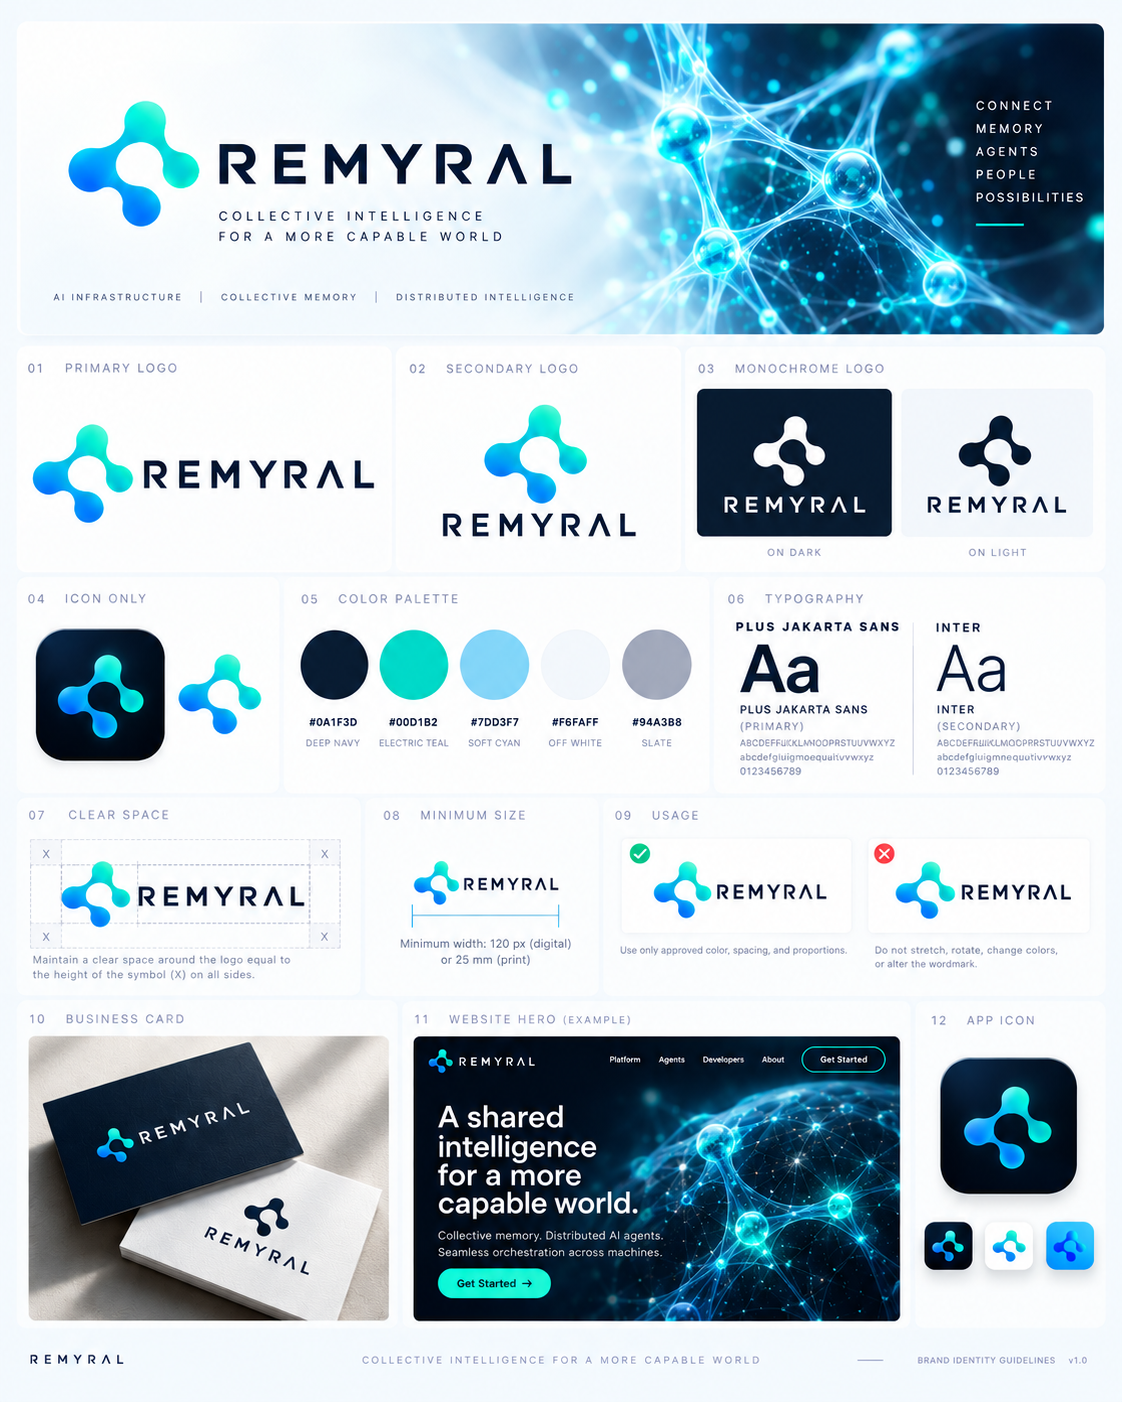 REMYRAL
COLLECTIVE INTELLIGENCE
FOR A MORE CAPABLE WORLD
AI INFRASTRUCTURE | COLLECTIVE MEMORY | DISTRIBUTED INTELLIGENCE
CONNECT
MEMORY
AGENTS
PEOPLE
POSSIBILITIES
01 PRIMARY LOGO
REMYRAL
02 SECONDARY LOGO
REMYRAL
03 MONOCHROME LOGO
REMYRAL
REMYRAL
ON DARK
ON LIGHT
04 ICON ONLY
05 COLOR PALETTE
#0A1F3D
DEEP NAVY
#00D1B2
ELECTRIC TEAL
#7DD3F7
SOFT CYAN
#F6FAFF
OFF WHITE
#94A3B8
SLATE
06 TYPOGRAPHY
PLUS JAKARTA SANS
Aa
PLUS JAKARTA SANS
(PRIMARY)
0123456789
INTER
Aa
INTER
(SECONDARY)
0123456789
07 CLEAR SPACE
X X
REMYRAL
X X
Maintain a clear space around the logo equal to
the height of the symbol (X) on all sides.
08 MINIMUM SIZE
REMYRAL
Minimum width: 120 px (digital)
or 25 mm (print)
09 USAGE
REMYRAL
Use only approved color, spacing, and proportions.
REMYRAL
Do not stretch, rotate, change colors,
or alter the wordmark.
10 BUSINESS CARD
REMYRAL
REMYRAL
11 WEBSITE HERO (EXAMPLE)
REMYRAL
Platform Agents Developers About Get Started
A shared
intelligence
for a more
capable world.
Collective memory. Distributed AI agents.
Seamless orchestration across machines.
Get Started →
12 APP ICON
REMYRAL
COLLECTIVE INTELLIGENCE FOR A MORE CAPABLE WORLD
BRAND IDENTITY GUIDELINES v1.0